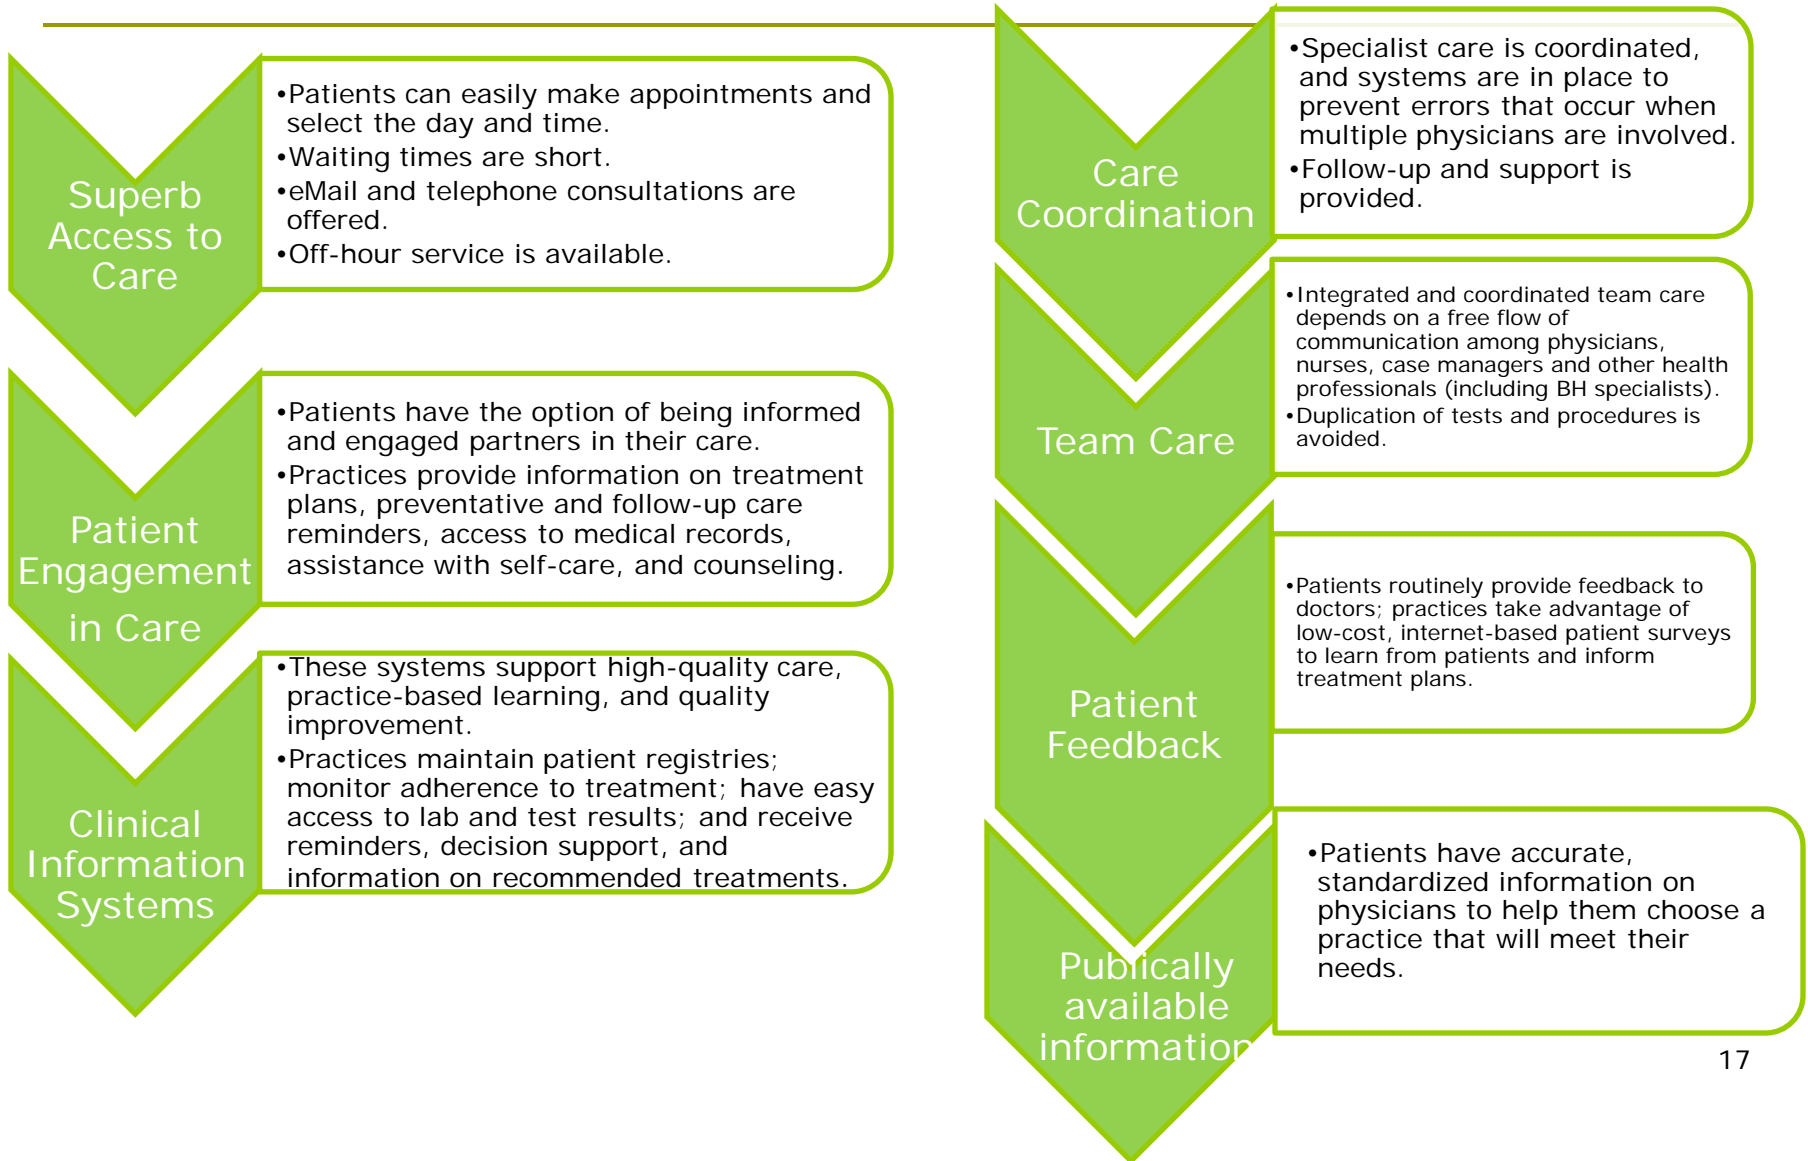 Superb
Access to
Care
•Patients can easily make appointments and
select the day and time.
•Waiting times are short.
•eMail and telephone consultations are
offered.
•Off-hour service is available.
Patient
Engagement
in Care
•Patients have the option of being informed
and engaged partners in their care.
•Practices provide information on treatment
plans, preventative and follow-up care
reminders, access to medical records,
assistance with self-care, and counseling.
Clinical
Information
Systems
•These systems support high-quality care,
practice-based learning, and quality
improvement.
•Practices maintain patient registries;
monitor adherence to treatment; have easy
access to lab and test results; and receive
reminders, decision support, and
information on recommended treatments.
Care
Coordination
•Specialist care is coordinated,
and systems are in place to
prevent errors that occur when
multiple physicians are involved.
•Follow-up and support is
provided.
Team Care
•Integrated and coordinated team care
depends on a free flow of
communication among physicians,
nurses, case managers and other health
professionals (including BH specialists).
•Duplication of tests and procedures is
avoided.
Patient
Feedback
•Patients routinely provide feedback to
doctors; practices take advantage of
low-cost, internet-based patient surveys
to learn from patients and inform
treatment plans.
Publically
available
information
•Patients have accurate,
standardized information on
physicians to help them choose a
practice that will meet their
needs.
17